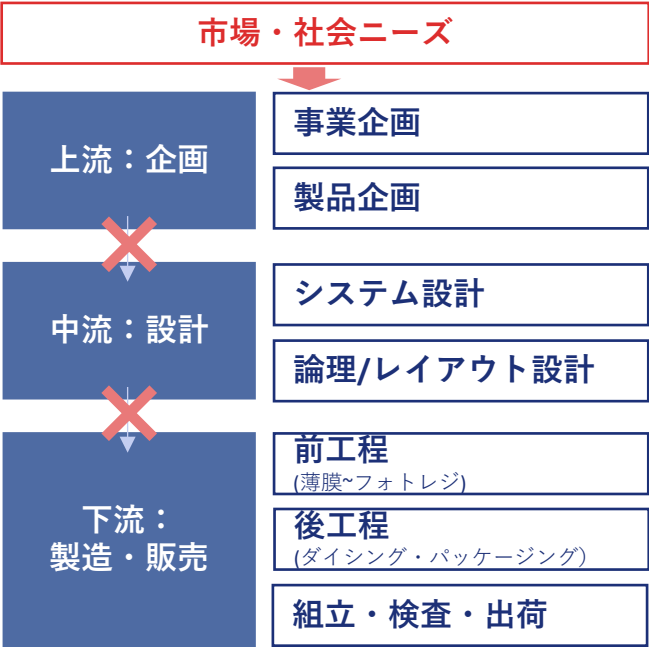 市場・社会ニーズ
上流：企画
事業企画
製品企画
中流：設計
システム設計
論理/レイアウト設計
下流：
製造・販売
前工程
(薄膜~フォトレジ)
後工程
(ダイシング・パッケージング）
組立・検査・出荷